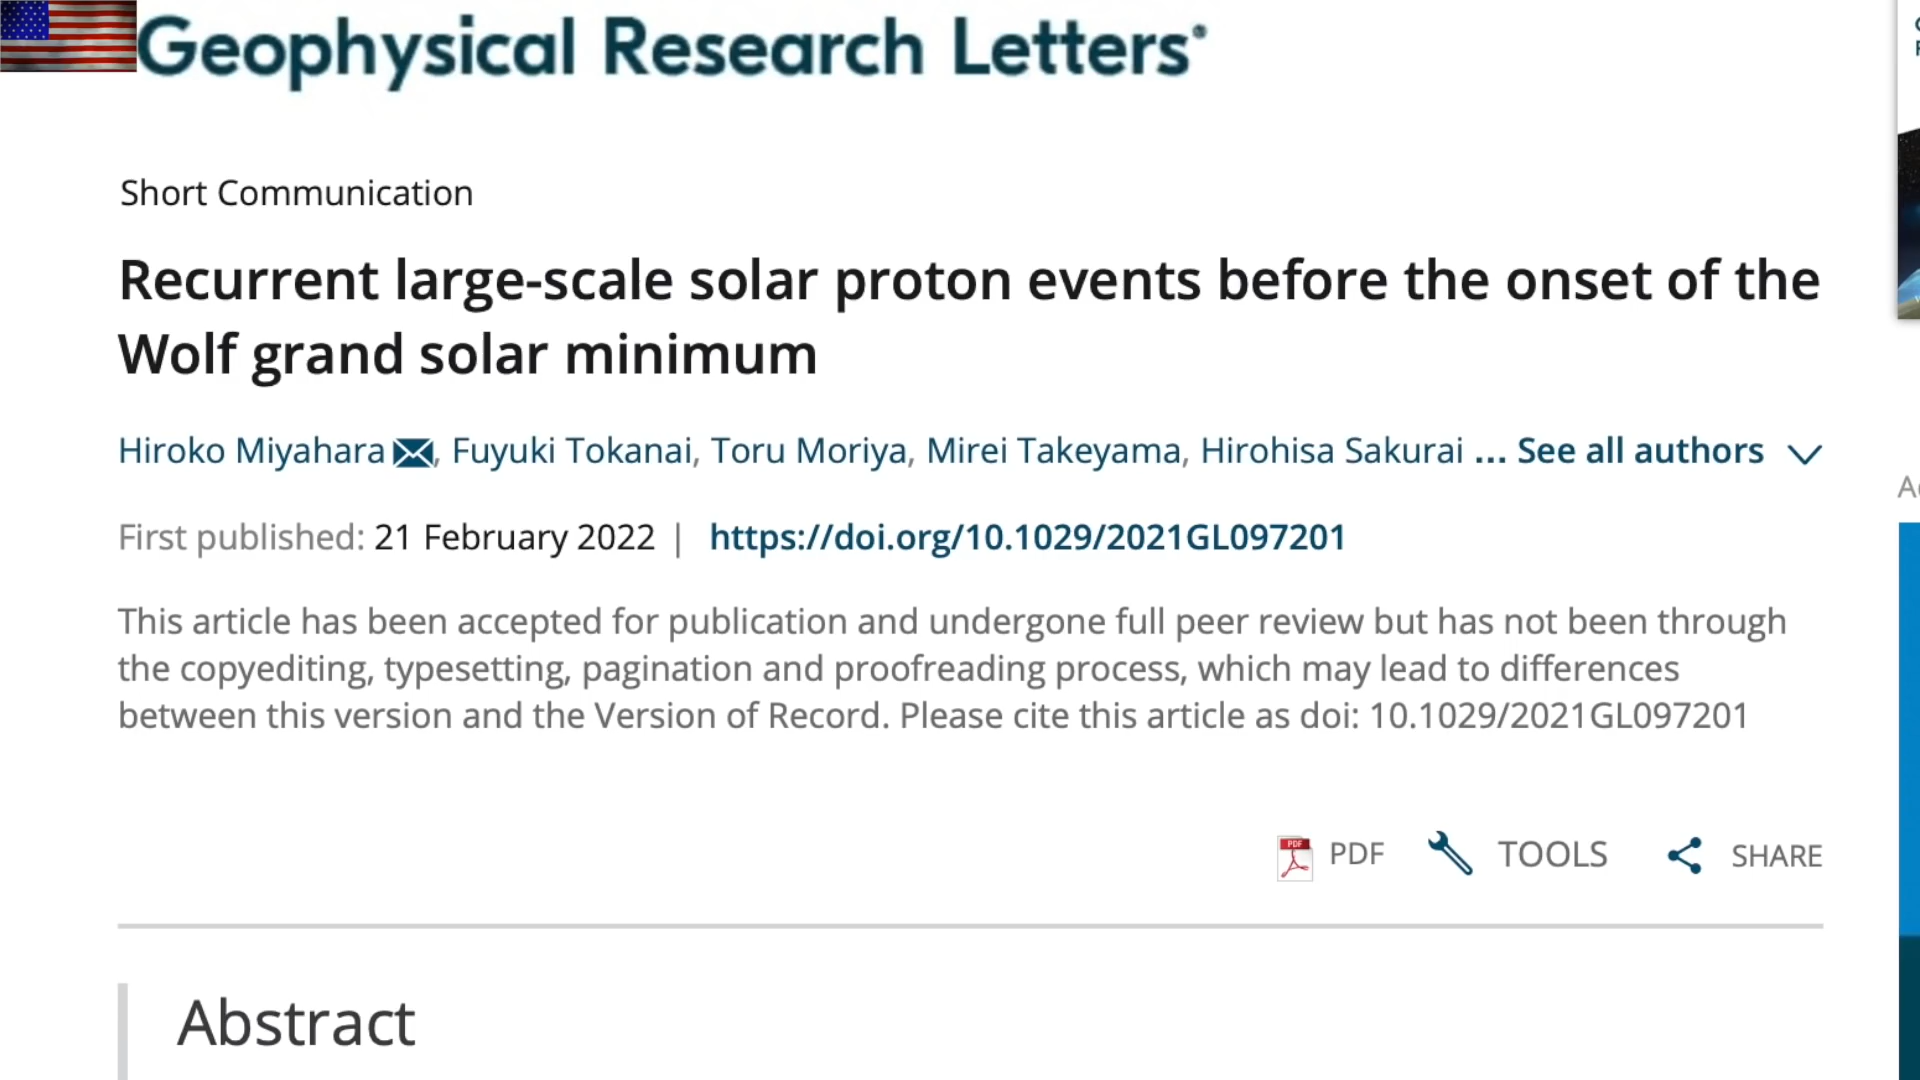 Geophysical Research Letters®
Short Communication
Recurrent large-scale solar proton events before the onset of the
Wolf grand solar minimum
Hiroko Miyahara, Fuyuki Tokanai, Toru Moriya, Mirei Takeyama, Hirohisa Sakurai ... See all authors
First published: 21 February 2022 | https://doi.org/10.1029/2021GL097201
This article has been accepted for publication and undergone full peer review but has not been through
the copyediting, typesetting, pagination and proofreading process, which may lead to differences
between this version and the Version of Record. Please cite this article as doi: 10.1029/2021GL097201
PDF TOOLS SHARE
Abstract